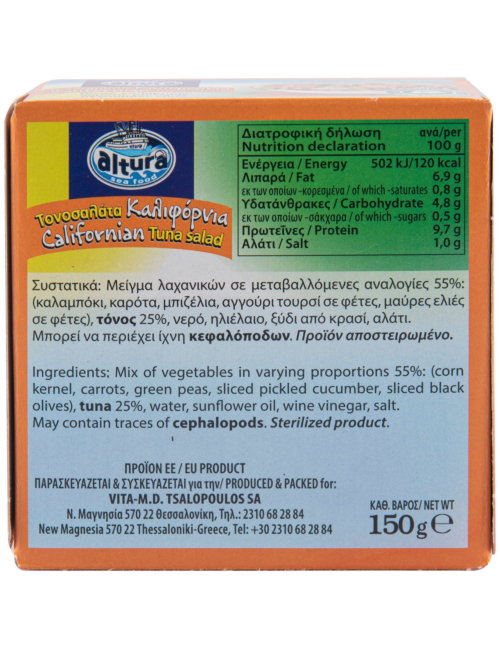 altura
sea food
Τονοσαλάτα Καλιφόρνια
Californian Tuna salad
Διατροφική δήλωση ανά/per
Nutrition declaration 100 g
Ενέργεια / Energy 502 kJ/120 kcal
Λιπαρά / Fat 6,9 g
εκ των οποίων -κορεσμένα / of which -saturates 0,8 g
Υδατάνθρακες / Carbohydrate 4,8 g
εκ των οποίων -σάκχαρα / of which -sugars 0,5 g
Πρωτεΐνες / Protein 9,7 g
Αλάτι / Salt 1,0 g
Συστατικά: Μείγμα λαχανικών σε μεταβαλλόμενες αναλογίες 55%:
(καλαμπόκι, καρότα, μπιζέλια, αγγούρι τουρσί σε φέτες, μαύρες ελιές
σε φέτες), τόνος 25%, νερό, ηλιέλαιο, ξύδι από κρασί, αλάτι.
Μπορεί να περιέχει ίχνη κεφαλόποδων. Προϊόν αποστειρωμένο.
Ingredients: Mix of vegetables in varying proportions 55%: (corn
kernel, carrots, green peas, sliced pickled cucumber, sliced black
olives), tuna 25%, water, sunflower oil, wine vinegar, salt.
May contain traces of cephalopods. Sterilized product.
ΠΡΟΪΟΝ ΕΕ / EU PRODUCT
ΠΑΡΑΣΚΕΥΑΖΕΤΑΙ & ΣΥΣΚΕΥΑΖΕΤΑΙ για την/ PRODUCED & PACKED for:
VITA-M.D. TSALOPOULOS SA
Ν. Μαγνησία 570 22 Θεσσαλονίκη, Τηλ.: 2310 68 28 84
New Magnesia 570 22 Thessaloniki-Greece, Tel: +30 2310 68 28 84
ΚΑΘ. ΒΑΡΟΣ/ NET WT
150g℮